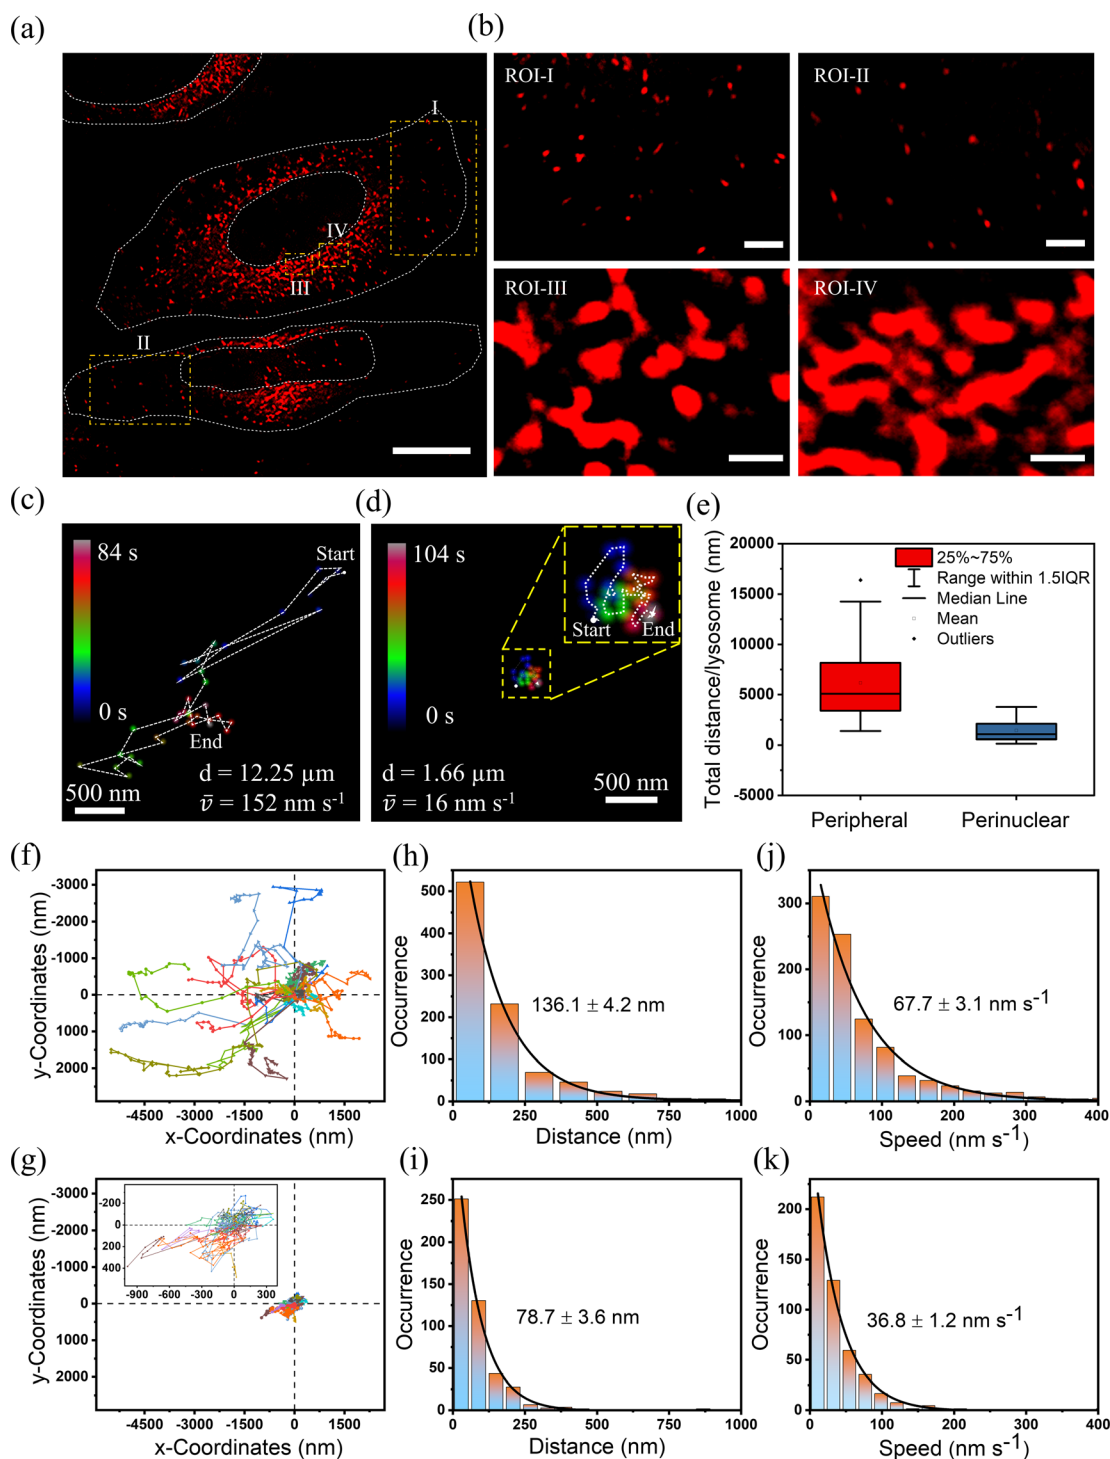 (a)
I
IV
III
II
(b)
ROI-I
ROI-II
ROI-III
ROI-IV
(c)
84 s
0 s
Start
End
d = 12.25 µm
v̄ = 152 nm s⁻¹
500 nm
(d)
104 s
0 s
Start
End
d = 1.66 µm
v̄ = 16 nm s⁻¹
500 nm
(e)
Total distance/lysosome (nm)
20000
15000
10000
5000
0
-5000
25%~75%
Range within 1.5IQR
Median Line
Mean
Outliers
Peripheral
Perinuclear
(f)
y-Coordinates (nm)
-3000
-2000
-1000
0
1000
2000
-4500 -3000 -1500 0 1500
x-Coordinates (nm)
(h)
Occurrence
500
400
300
200
100
0
136.1 ± 4.2 nm
0 250 500 750 1000
Distance (nm)
(j)
Occurrence
300
200
100
0
67.7 ± 3.1 nm s⁻¹
0 100 200 300 400
Speed (nm s⁻¹)
(g)
y-Coordinates (nm)
-3000
-2000
-1000
0
1000
2000
-200
0
200
400
-900 -600 -300 0 300
-4500 -3000 -1500 0 1500
x-Coordinates (nm)
(i)
Occurrence
250
200
150
100
50
0
78.7 ± 3.6 nm
0 250 500 750 1000
Distance (nm)
(k)
Occurrence
200
150
100
50
0
36.8 ± 1.2 nm s⁻¹
0 100 200 300 400
Speed (nm s⁻¹)